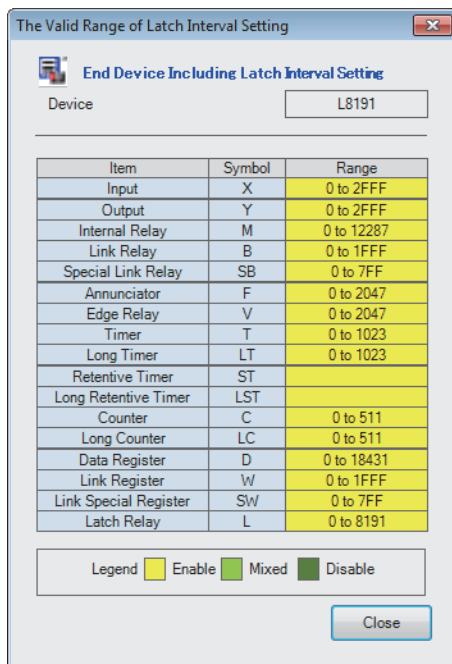 The Valid Range of Latch Interval Setting
End Device Including Latch Interval Setting
Device L8191
Item Symbol Range
Input X 0 to 2FFF
Output Y 0 to 2FFF
Internal Relay M 0 to 12287
Link Relay B 0 to 1FFF
Special Link Relay SB 0 to 7FF
Annunciator F 0 to 2047
Edge Relay V 0 to 2047
Timer T 0 to 1023
Long Timer LT 0 to 1023
Retentive Timer ST
Long Retentive Timer LST
Counter C 0 to 511
Long Counter LC 0 to 511
Data Register D 0 to 18431
Link Register W 0 to 1FFF
Link Special Register SW 0 to 7FF
Latch Relay L 0 to 8191
Legend Enable Mixed Disable
Close